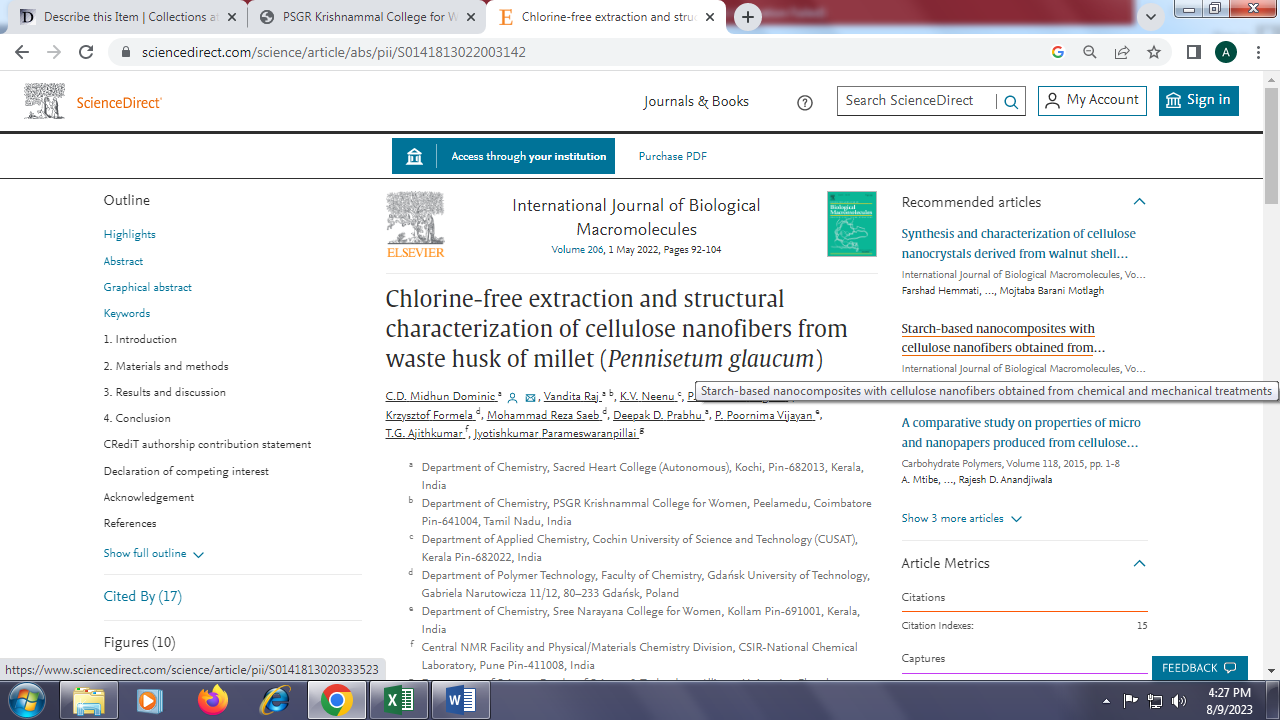 Describe this Item | Collections at
PSGR Krishnammal College for W
Chlorine-free extraction and stru
sciencedirect.com/science/article/abs/pii/S0141813022003142
A
ScienceDirect
Journals & Books
Search ScienceDirect
My Account
Sign in
Access through your institution
Purchase PDF
Outline
Highlights
Abstract
Graphical abstract
Keywords
1. Introduction
2. Materials and methods
3. Results and discussion
4. Conclusion
CRediT authorship contribution statement
Declaration of competing interest
Acknowledgement
References
Show full outline
Cited By (17)
Figures (10)
https://www.sciencedirect.com/science/article/pii/S0141813020333523
ELSEVIER
International Journal of Biological
Macromolecules
Volume 206, 1 May 2022, Pages 92-104
Biological
Macromolecules
Chlorine-free extraction and structural
characterization of cellulose nanofibers from
waste husk of millet (Pennisetum glaucum)
C.D. Midhun Dominic a, Vandita Raj a b, K.V. Neenu c,
Krzysztof Formela d, Mohammad Reza Saeb d, Deepak D. Prabhu a, P. Poornima Vijayan e,
T.G. Ajithkumar f, Jyotishkumar Parameswaranpillai g
a Department of Chemistry, Sacred Heart College (Autonomous), Kochi, Pin-682013, Kerala,
India
b Department of Chemistry, PSGR Krishnammal College for Women, Peelamedu, Coimbatore
Pin-641004, Tamil Nadu, India
c Department of Applied Chemistry, Cochin University of Science and Technology (CUSAT),
Kerala Pin-682022, India
d Department of Polymer Technology, Faculty of Chemistry, Gdańsk University of Technology,
Gabriela Narutowicza 11/12, 80–233 Gdańsk, Poland
e Department of Chemistry, Sree Narayana College for Women, Kollam Pin-691001, Kerala,
India
f Central NMR Facility and Physical/Materials Chemistry Division, CSIR-National Chemical
Laboratory, Pune Pin-411008, India
Recommended articles
Synthesis and characterization of cellulose
nanocrystals derived from walnut shell…
International Journal of Biological Macromolecules, Vo…
Farshad Hemmati, …, Mojtaba Barani Motlagh
Starch-based nanocomposites with
cellulose nanofibers obtained from…
International Journal of Biological Macromolecules, Vo…
Starch-based nanocomposites with cellulose nanofibers obtained from chemical and mechanical treatments
A comparative study on properties of micro
and nanopapers produced from cellulose…
Carbohydrate Polymers, Volume 118, 2015, pp. 1-8
A. Mtibe, …, Rajesh D. Anandjiwala
Show 3 more articles
Article Metrics
Citations
Citation Indexes: 15
Captures
FEEDBACK
4:27 PM
8/9/2023